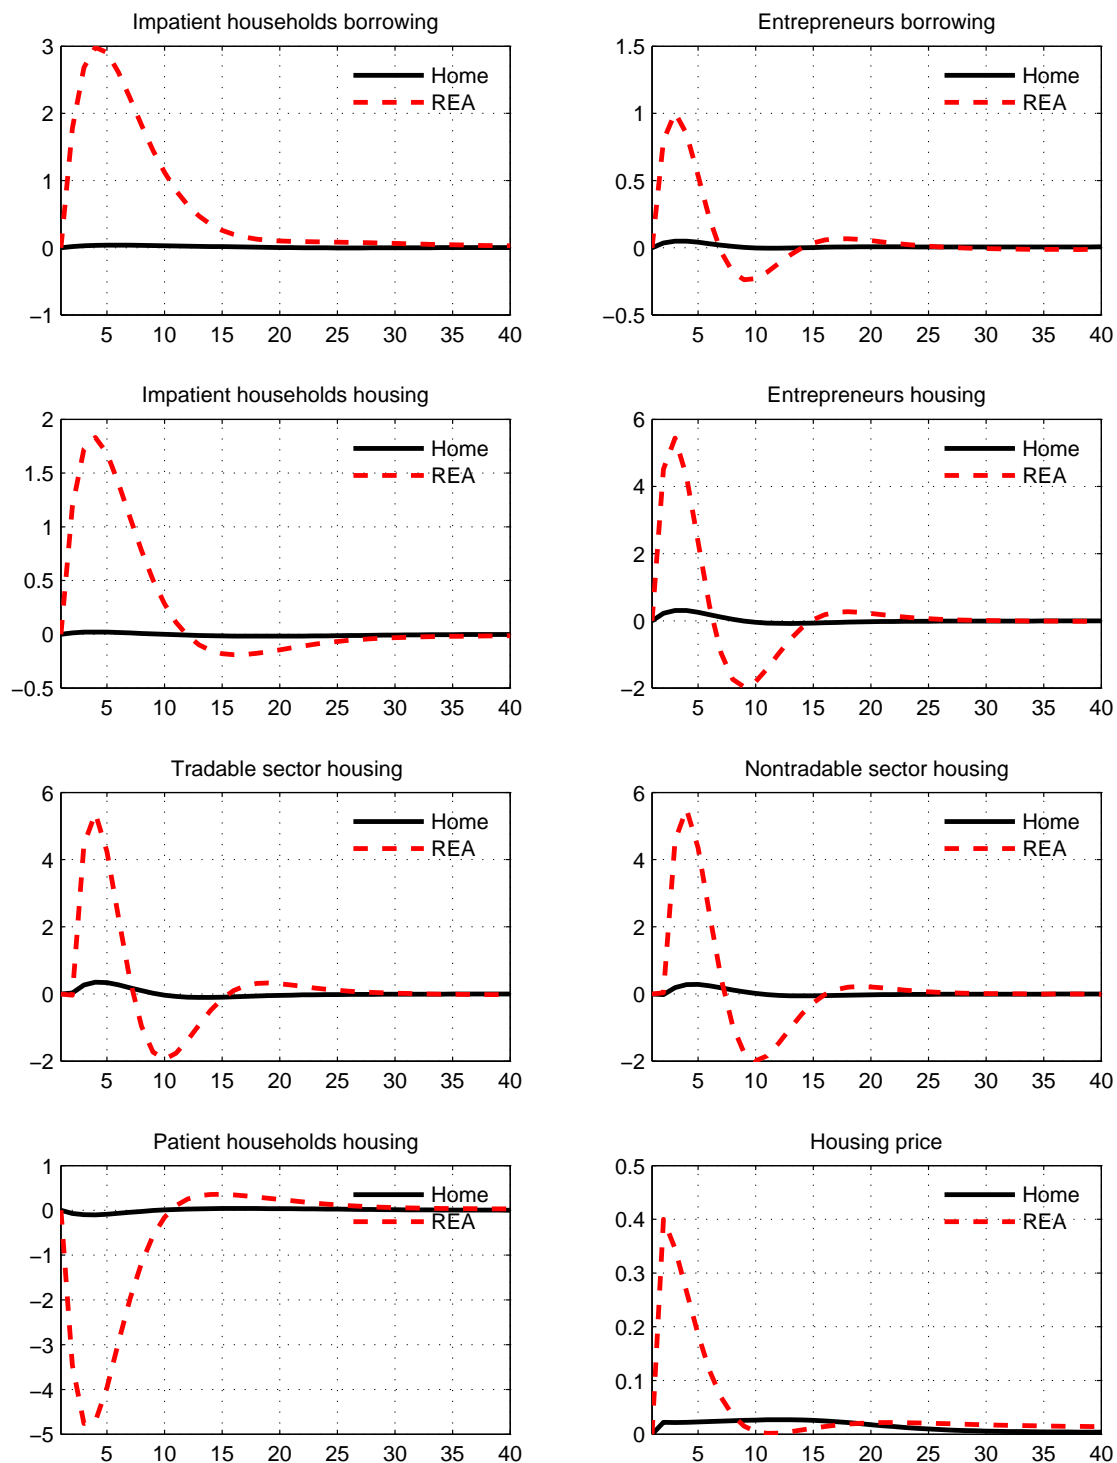 Impatient households borrowing
3
2
1
0
−1
5 10 15 20 25 30 35 40
Home
REA
Entrepreneurs borrowing
1.5
1
0.5
0
−0.5
5 10 15 20 25 30 35 40
Home
REA
Impatient households housing
2
1.5
1
0.5
0
−0.5
5 10 15 20 25 30 35 40
Home
REA
Entrepreneurs housing
6
4
2
0
−2
5 10 15 20 25 30 35 40
Home
REA
Tradable sector housing
6
4
2
0
−2
5 10 15 20 25 30 35 40
Home
REA
Nontradable sector housing
6
4
2
0
−2
5 10 15 20 25 30 35 40
Home
REA
Patient households housing
1
0
−1
−2
−3
−4
−5
5 10 15 20 25 30 35 40
Home
REA
Housing price
0.5
0.4
0.3
0.2
0.1
0
5 10 15 20 25 30 35 40
Home
REA